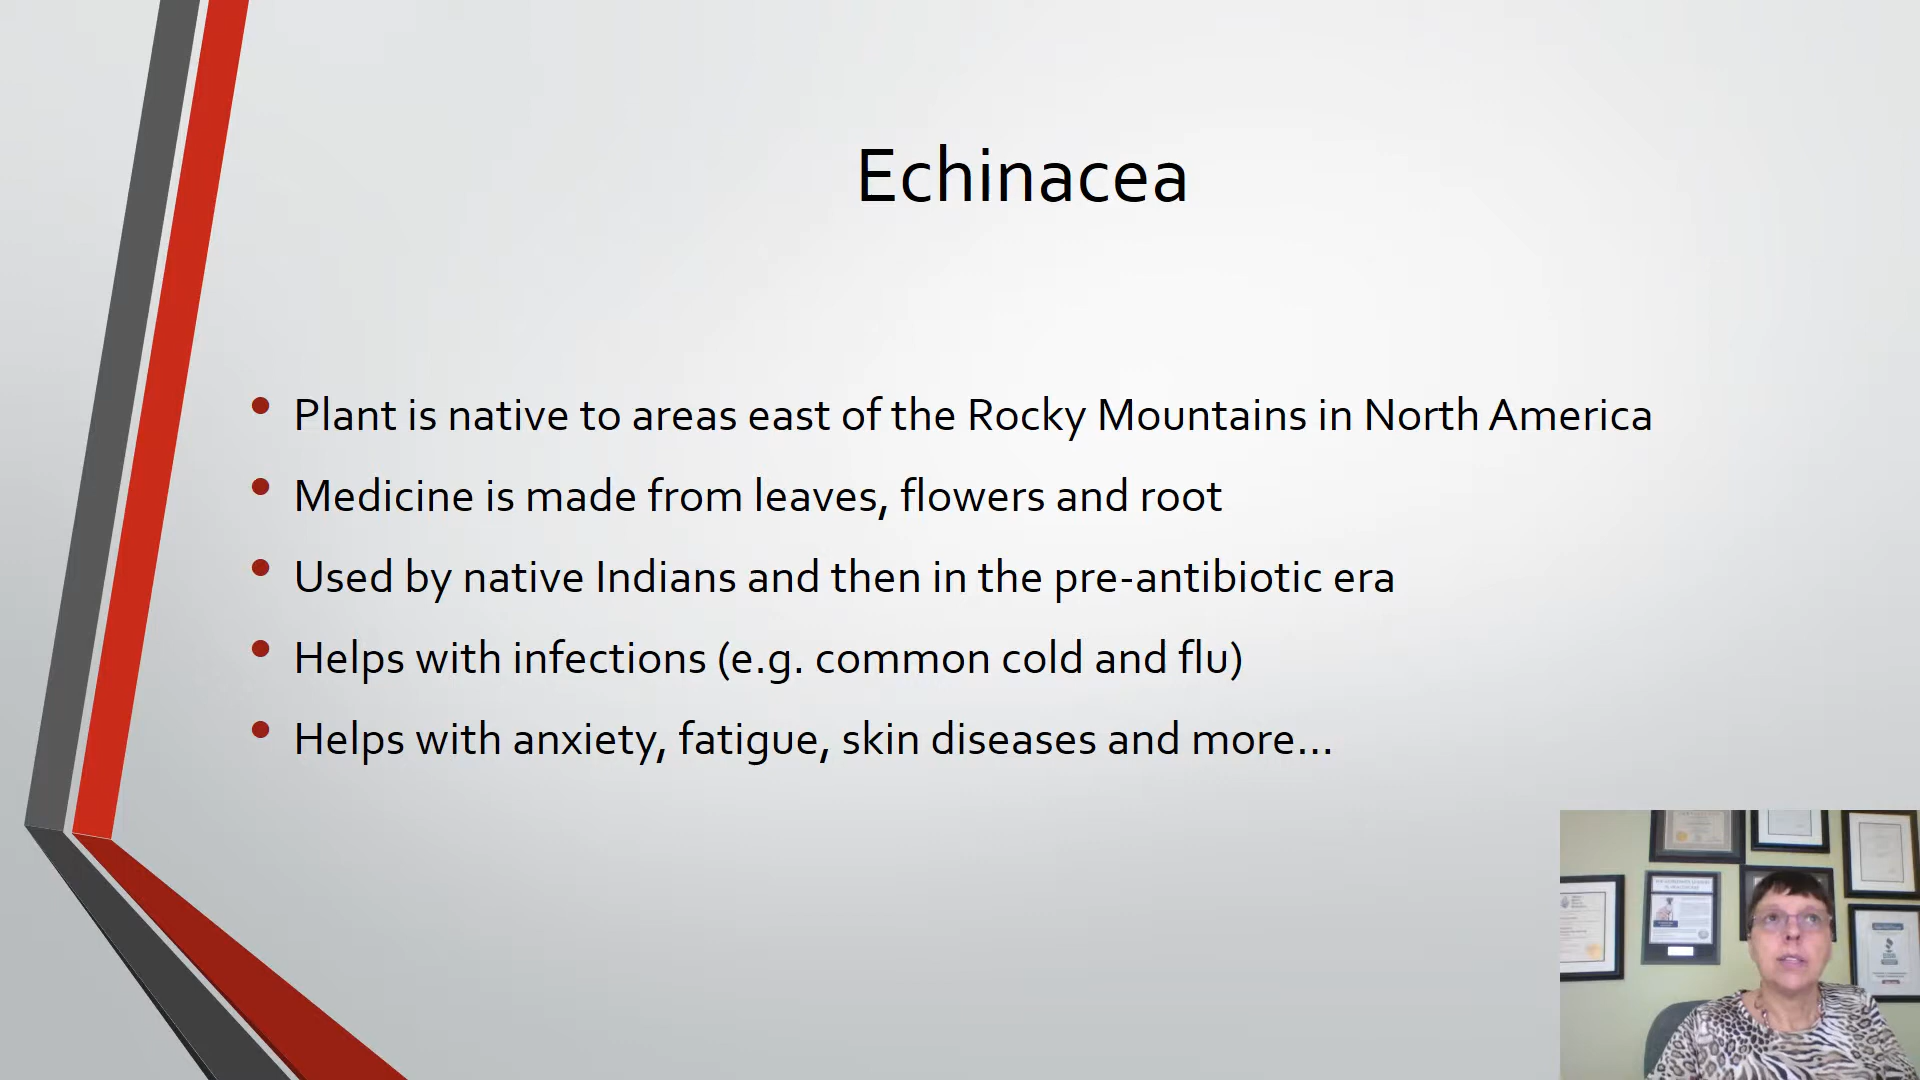 Echinacea
Plant is native to areas east of the Rocky Mountains in North America
Medicine is made from leaves, flowers and root
Used by native Indians and then in the pre-antibiotic era
Helps with infections (e.g. common cold and flu)
Helps with anxiety, fatigue, skin diseases and more...